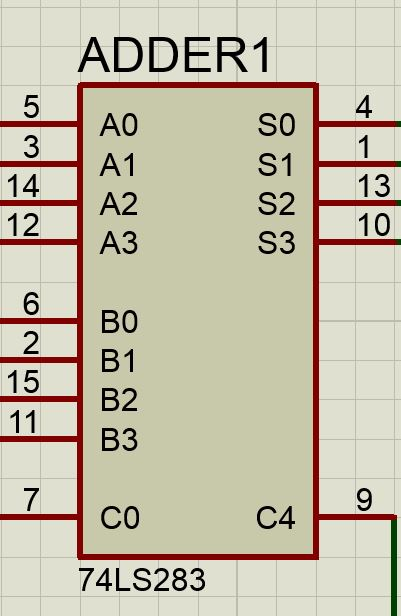 ADDER1
5 A0 S0 4
3 A1 S1 1
14 A2 S2 13
12 A3 S3 10
6 B0
2 B1
15 B2
11 B3
7 C0 C4 9
74LS283